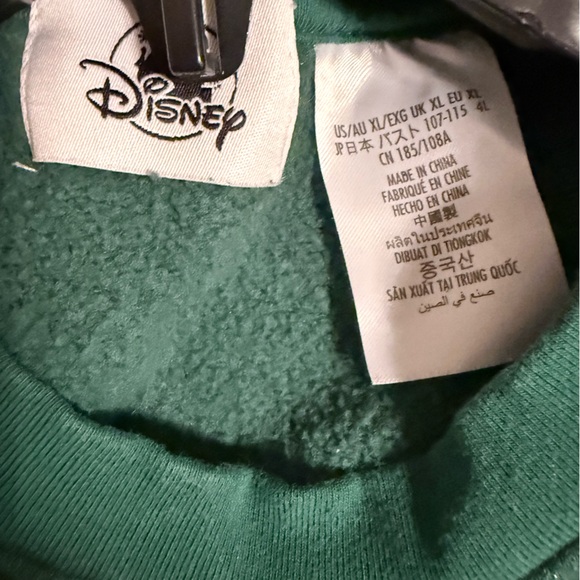 Disney
US/AU XL/EXG UK XL EU XL
JP日本 バスト 107-115 4L
CN 185/108A
MADE IN CHINA
FABRIQUÉ EN CHINE
HECHO EN CHINA
中國製
ผลิตในประเทศจีน
DIBUAT DI TIONGKOK
중국산
SẢN XUẤT TẠI TRUNG QUỐC
صنع في الصين